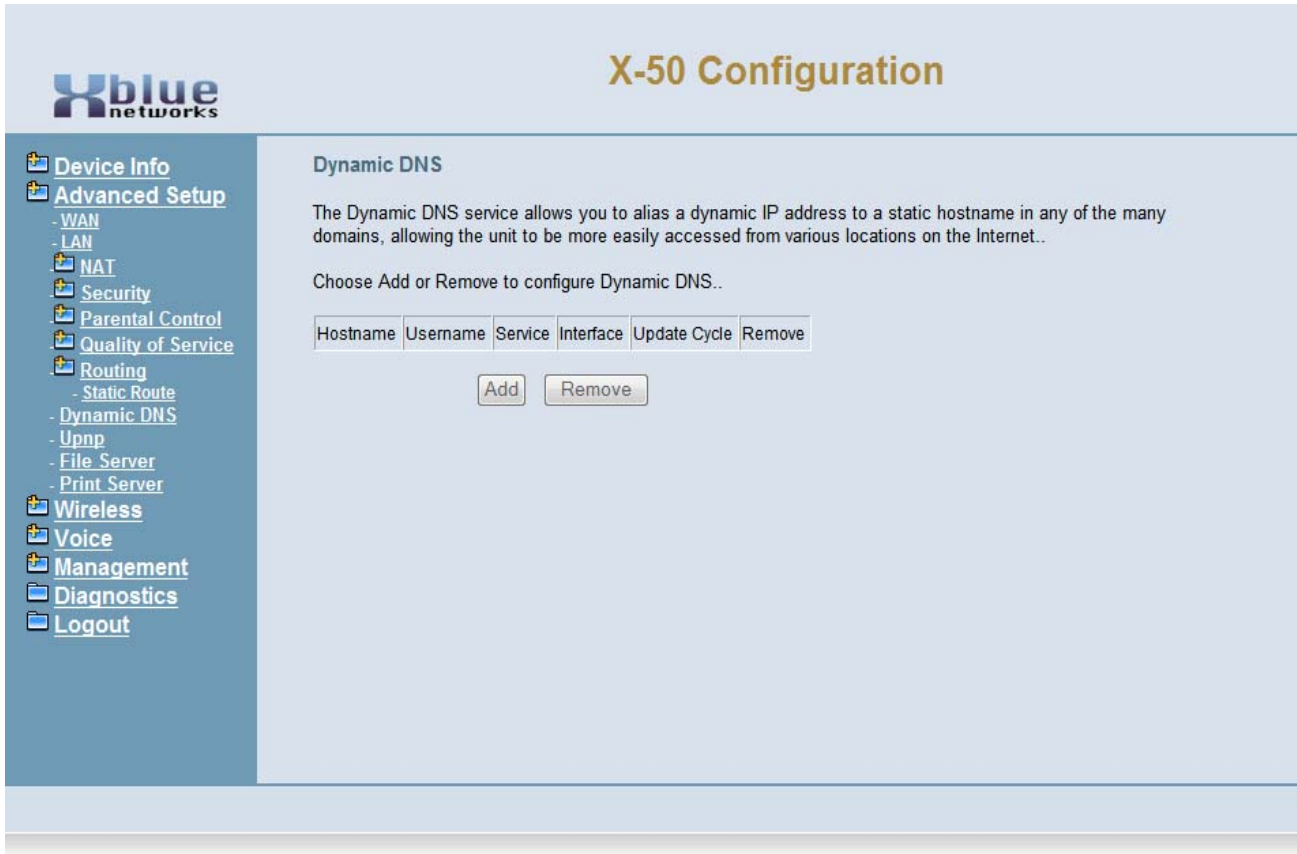 Xblue
networks
X-50 Configuration
Device Info
Advanced Setup
- WAN
- LAN
NAT
Security
Parental Control
Quality of Service
Routing
- Static Route
- Dynamic DNS
- Upnp
- File Server
- Print Server
Wireless
Voice
Management
Diagnostics
Logout
Dynamic DNS
The Dynamic DNS service allows you to alias a dynamic IP address to a static hostname in any of the many
domains, allowing the unit to be more easily accessed from various locations on the Internet..
Choose Add or Remove to configure Dynamic DNS..
Hostname Username Service Interface Update Cycle Remove
Add Remove